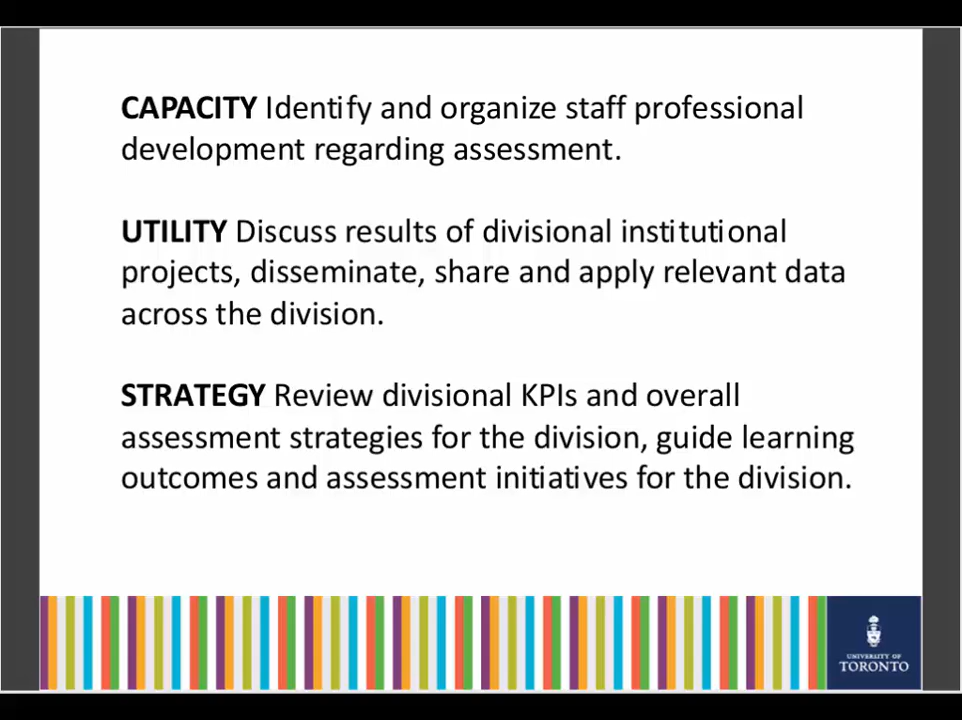 CAPACITY Identify and organize staff professional
development regarding assessment.
UTILITY Discuss results of divisional institutional
projects, disseminate, share and apply relevant data
across the division.
STRATEGY Review divisional KPIs and overall
assessment strategies for the division, guide learning
outcomes and assessment initiatives for the division.
UNIVERSITY OF
TORONTO